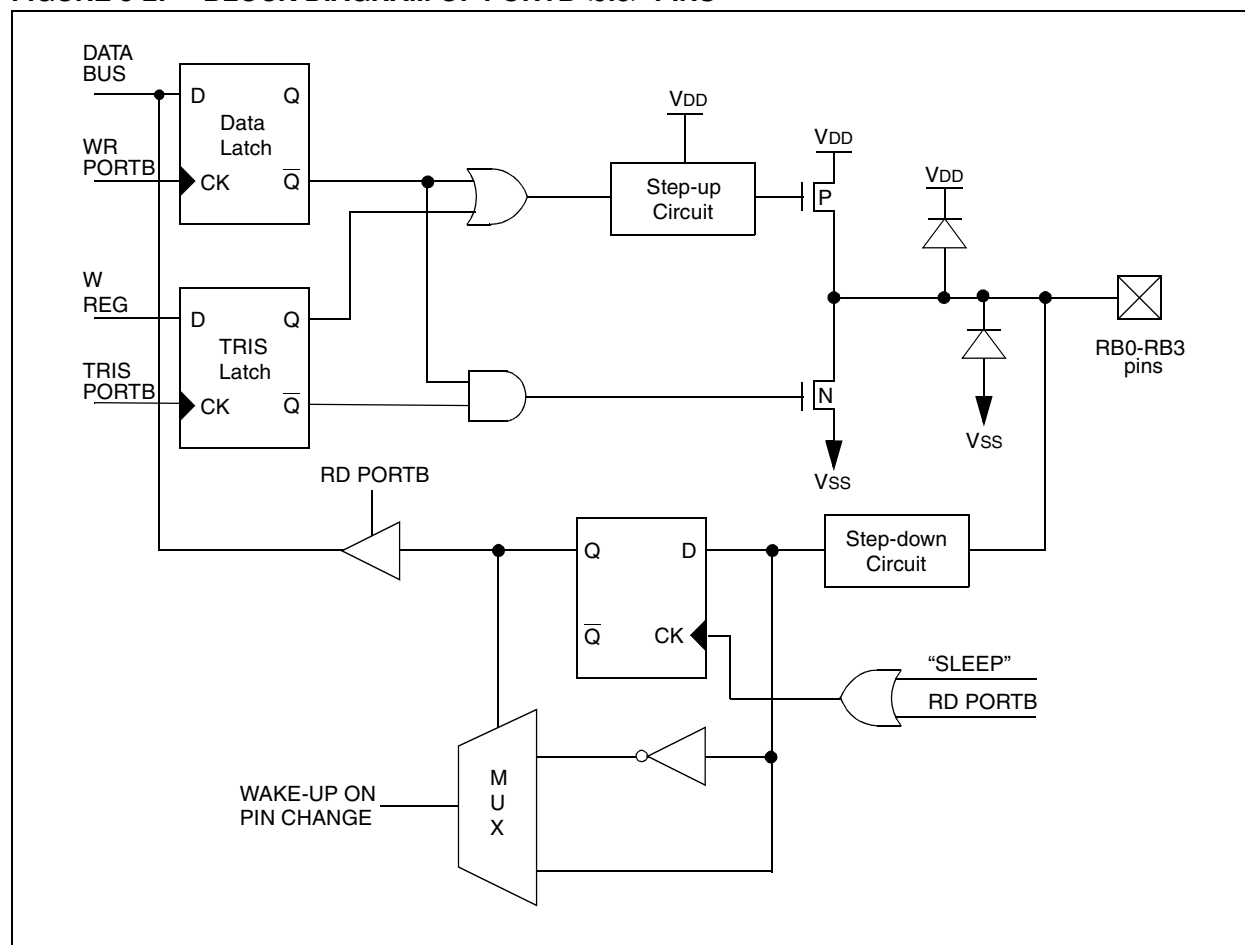 DATA
BUS
D
Q
Data
Latch
WR
PORTB
CK
Q
VDD
Step-up
Circuit
VDD
P
VDD
W
REG
D
Q
TRIS
Latch
TRIS
PORTB
CK
Q
N
VSS
VSS
RB0-RB3
pins
RD PORTB
Q
D
Q
CK
Step-down
Circuit
“SLEEP”
RD PORTB
M
U
X
WAKE-UP ON
PIN CHANGE